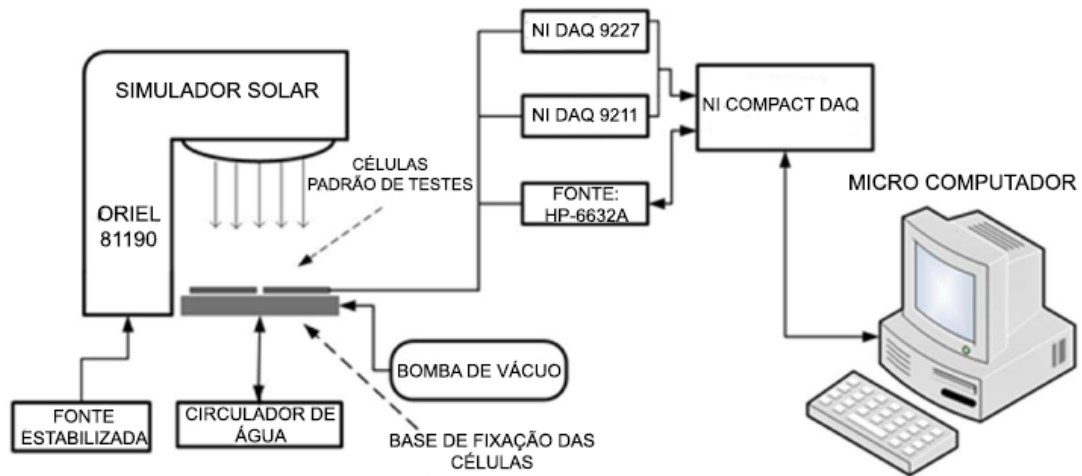 NI DAQ 9227
SIMULADOR SOLAR
NI DAQ 9211
NI COMPACT DAQ
CÉLULAS
PADRÃO DE TESTES
FONTE:
HP-6632A
MICRO COMPUTADOR
ORIEL
81190
BOMBA DE VÁCUO
FONTE
ESTABILIZADA
CIRCULADOR DE
ÁGUA
BASE DE FIXAÇÃO DAS
CÉLULAS